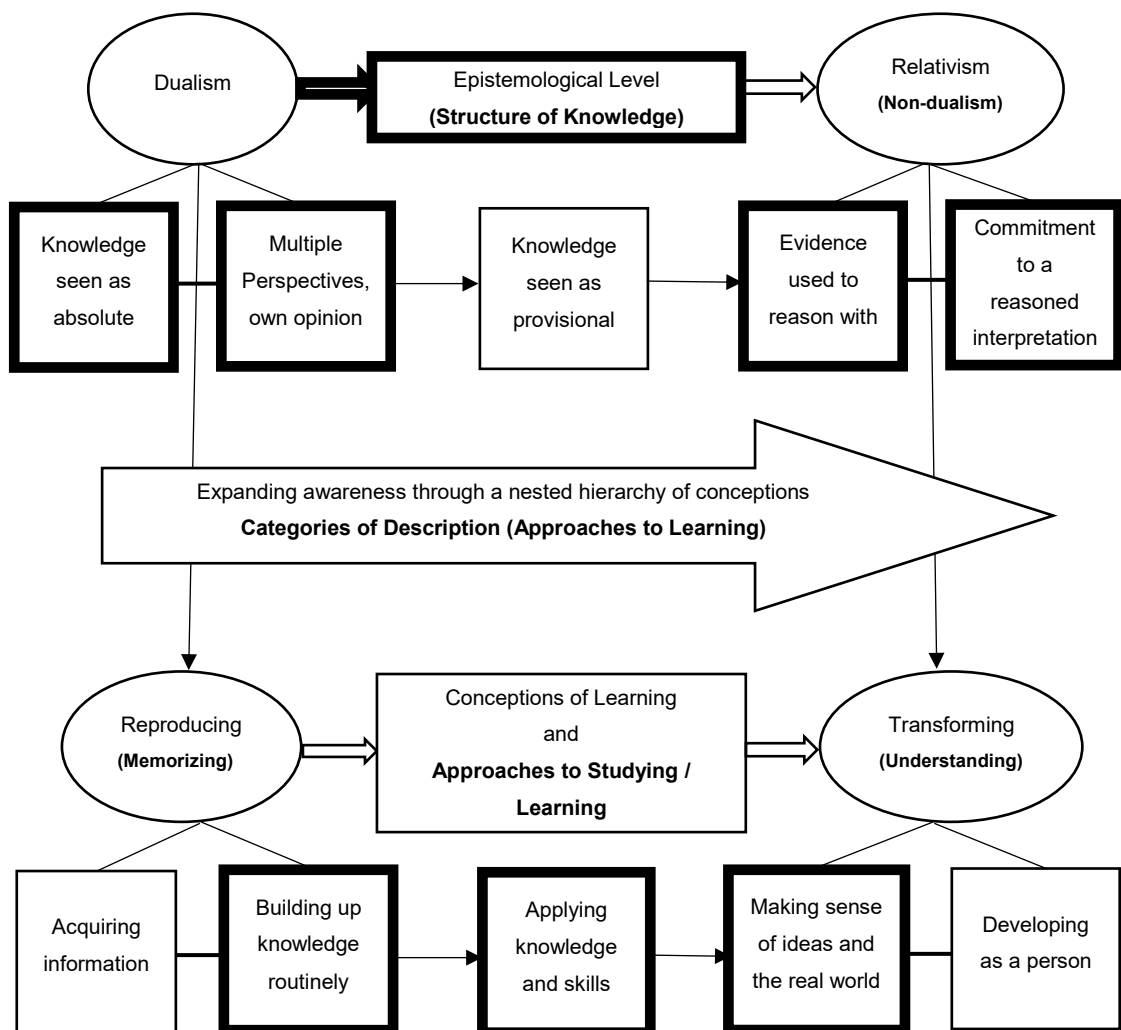 Dualism
Epistemological Level
(Structure of Knowledge)
Relativism
(Non-dualism)
Knowledge
seen as
absolute
Multiple
Perspectives,
own opinion
Knowledge
seen as
provisional
Evidence
used to
reason with
Commitment
to a
reasoned
interpretation
Expanding awareness through a nested hierarchy of conceptions
Categories of Description (Approaches to Learning)
Reproducing
(Memorizing)
Conceptions of Learning
and
Approaches to Studying /
Learning
Transforming
(Understanding)
Acquiring
information
Building up
knowledge
routinely
Applying
knowledge
and skills
Making sense
of ideas and
the real world
Developing
as a person